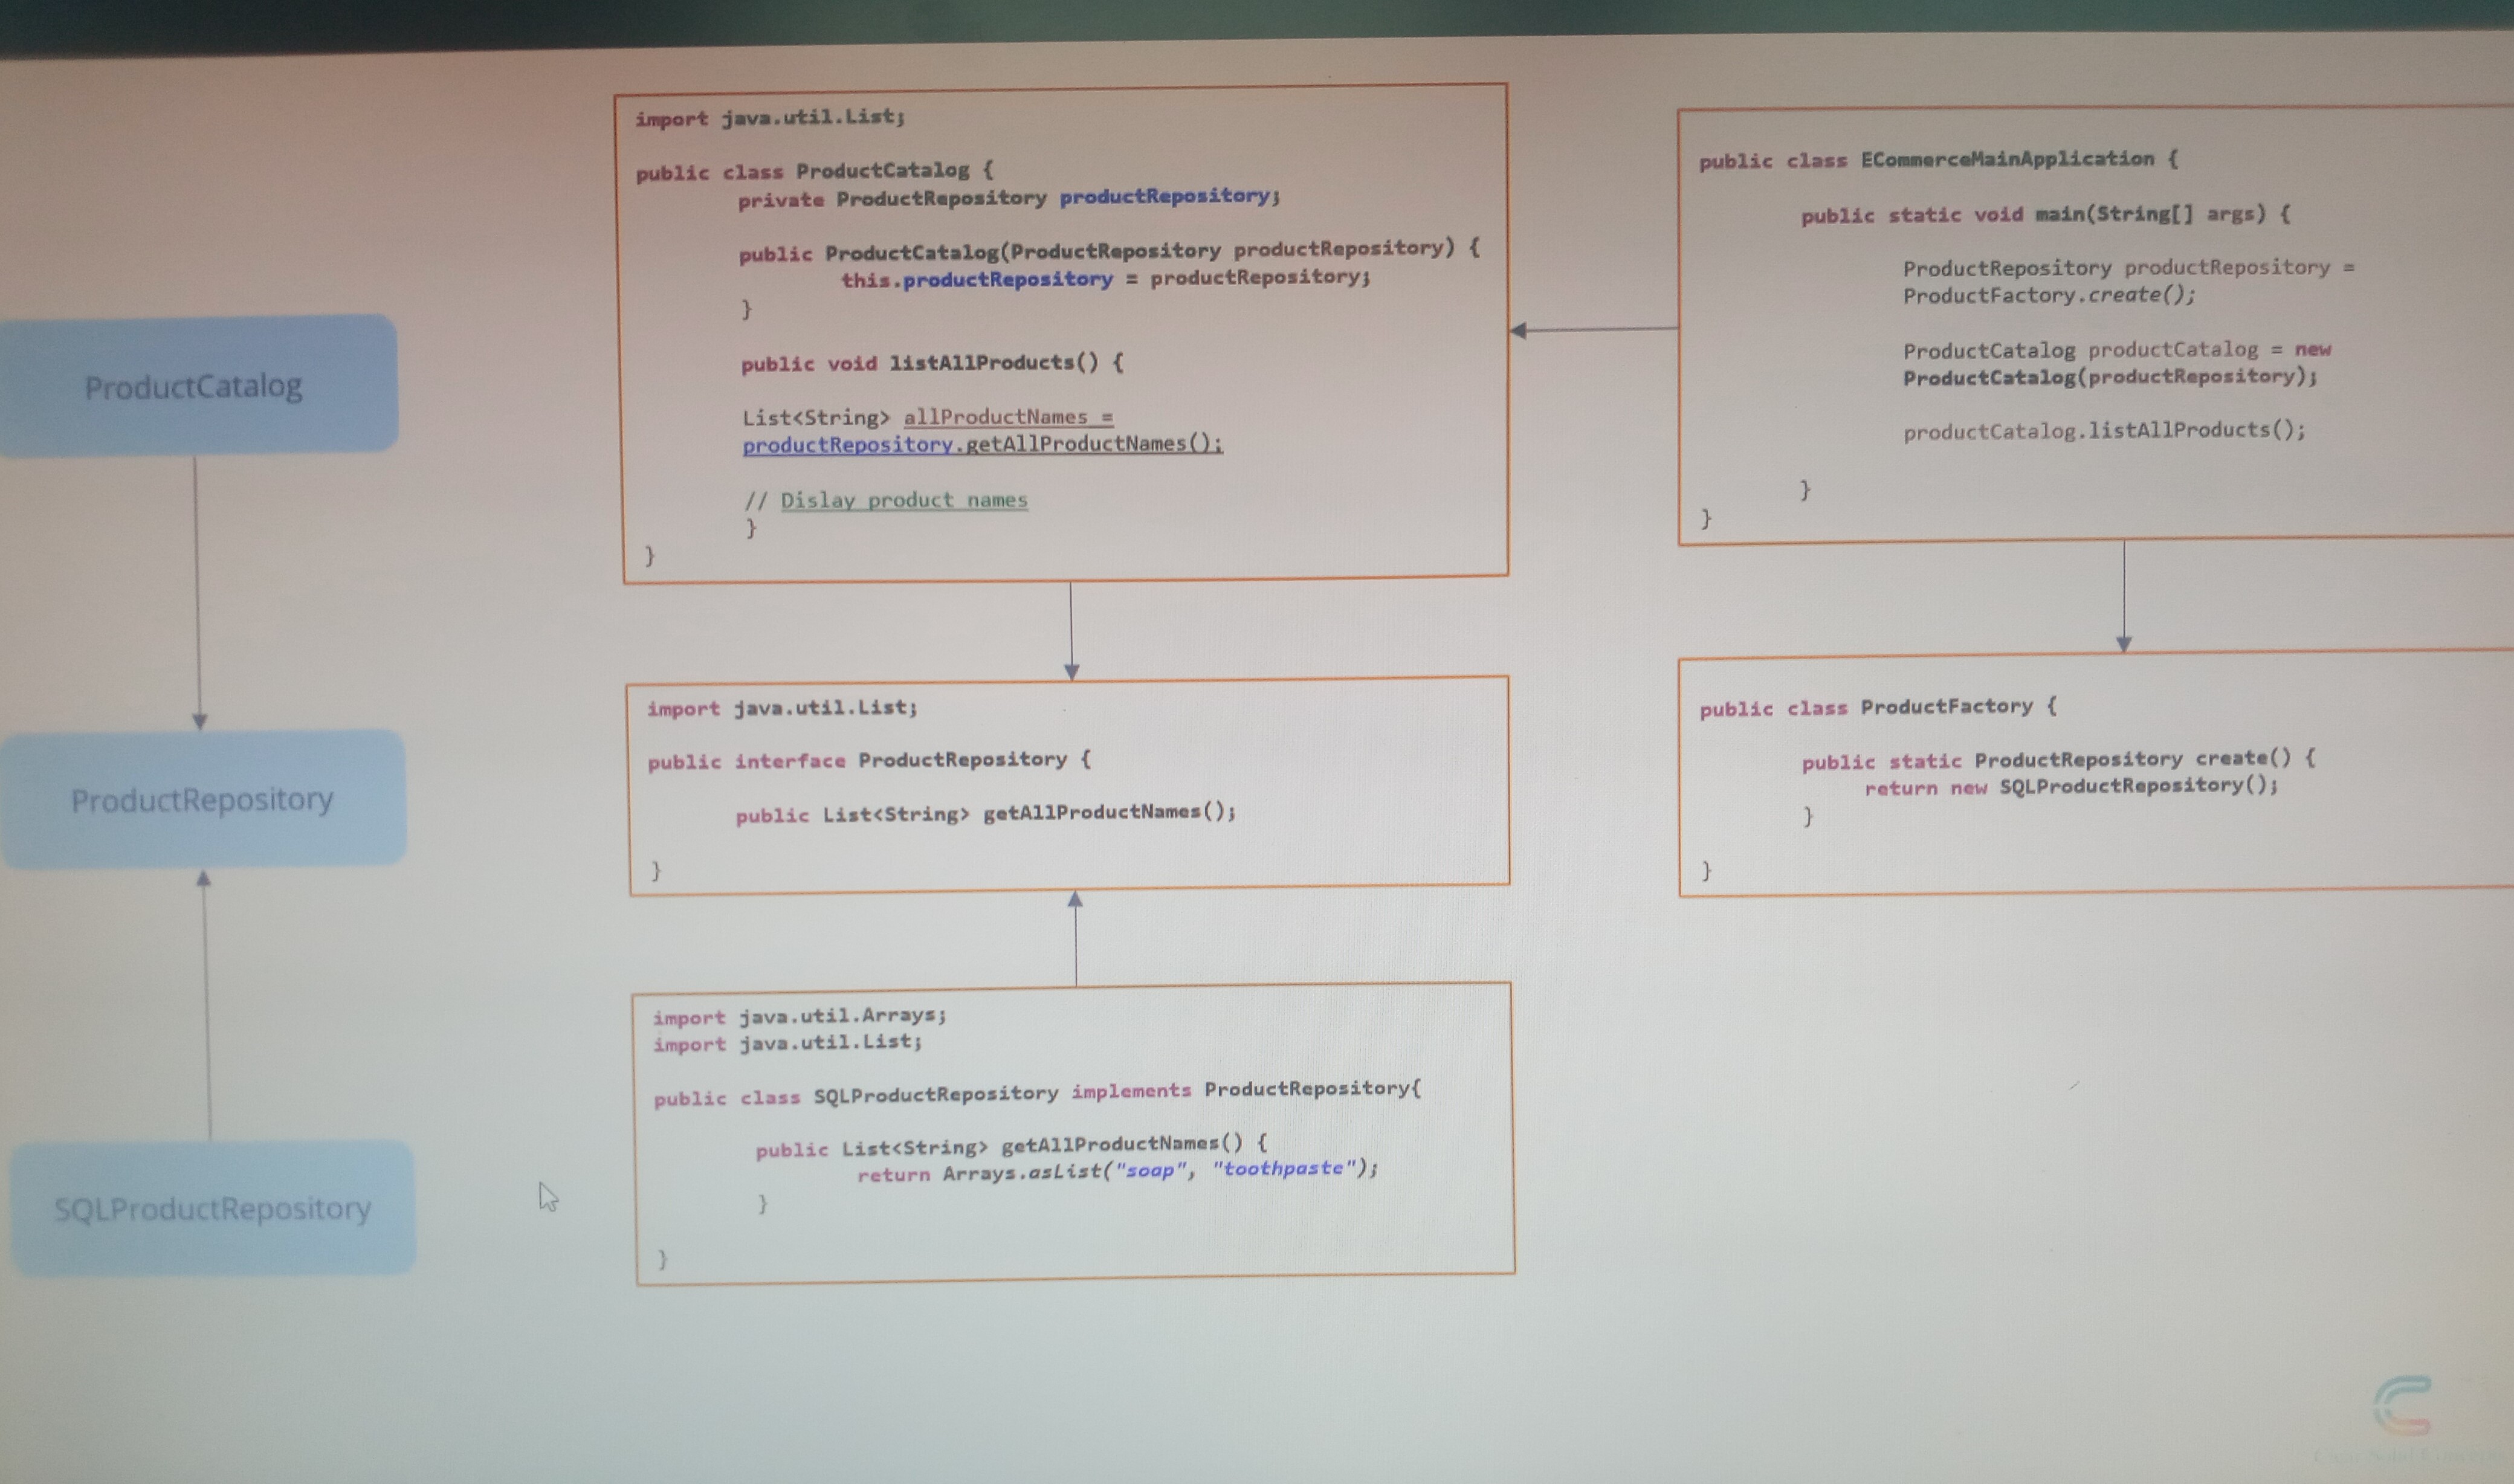 ProductCatalog
ProductRepository
SQLProductRepository
import java.util.List;
public class ProductCatalog {
private ProductRepository productRepository;
public ProductCatalog(ProductRepository productRepository) {
this.productRepository = productRepository;
}
public void listAllProducts() {
List<String> allProductNames =
productRepository.getAllProductNames();
// Dislay product names
}
}
import java.util.List;
public interface ProductRepository {
public List<String> getAllProductNames();
}
import java.util.Arrays;
import java.util.List;
public class SQLProductRepository implements ProductRepository{
public List<String> getAllProductNames() {
return Arrays.asList("soap", "toothpaste");
}
}
public class ECommerceMainApplication {
public static void main(String[] args) {
ProductRepository productRepository =
ProductFactory.create();
ProductCatalog productCatalog = new
ProductCatalog(productRepository);
productCatalog.listAllProducts();
}
}
public class ProductFactory {
public static ProductRepository create() {
return new SQLProductRepository();
}
}